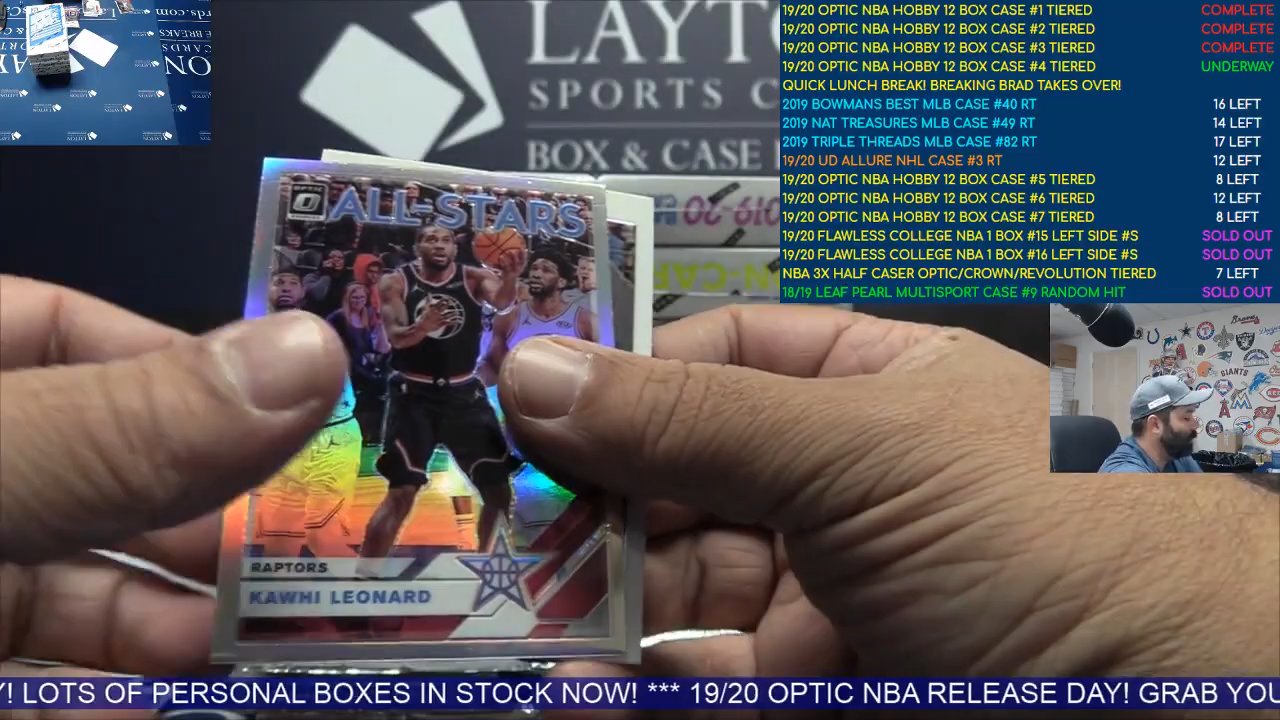 19/20 OPTIC NBA HOBBY 12 BOX CASE #1 TIERED COMPLETE
19/20 OPTIC NBA HOBBY 12 BOX CASE #2 TIERED COMPLETE
19/20 OPTIC NBA HOBBY 12 BOX CASE #3 TIERED COMPLETE
19/20 OPTIC NBA HOBBY 12 BOX CASE #4 TIERED UNDERWAY
QUICK LUNCH BREAK! BREAKING BRAD TAKES OVER!
2019 BOWMANS BEST MLB CASE #40 RT 16 LEFT
2019 NAT TREASURES MLB CASE #49 RT 14 LEFT
2019 TRIPLE THREADS MLB CASE #82 RT 17 LEFT
19/20 UD ALLURE NHL CASE #3 RT 12 LEFT
19/20 OPTIC NBA HOBBY 12 BOX CASE #5 TIERED 8 LEFT
19/20 OPTIC NBA HOBBY 12 BOX CASE #6 TIERED 12 LEFT
19/20 OPTIC NBA HOBBY 12 BOX CASE #7 TIERED 8 LEFT
19/20 FLAWLESS COLLEGE NBA 1 BOX #15 LEFT SIDE #S SOLD OUT
19/20 FLAWLESS COLLEGE NBA 1 BOX #16 LEFT SIDE #S SOLD OUT
NBA 3X HALF CASER OPTIC/CROWN/REVOLUTION TIERED 7 LEFT
18/19 LEAF PEARL MULTISPORT CASE #9 RANDOM HIT SOLD OUT
LAYTO
SPORTS C
BOX & CASE
OPTIC
ALL-STARS
RAPTORS
KAWHI LEONARD
GIANTS
Y! LOTS OF PERSONAL BOXES IN STOCK NOW! *** 19/20 OPTIC NBA RELEASE DAY! GRAB YOU